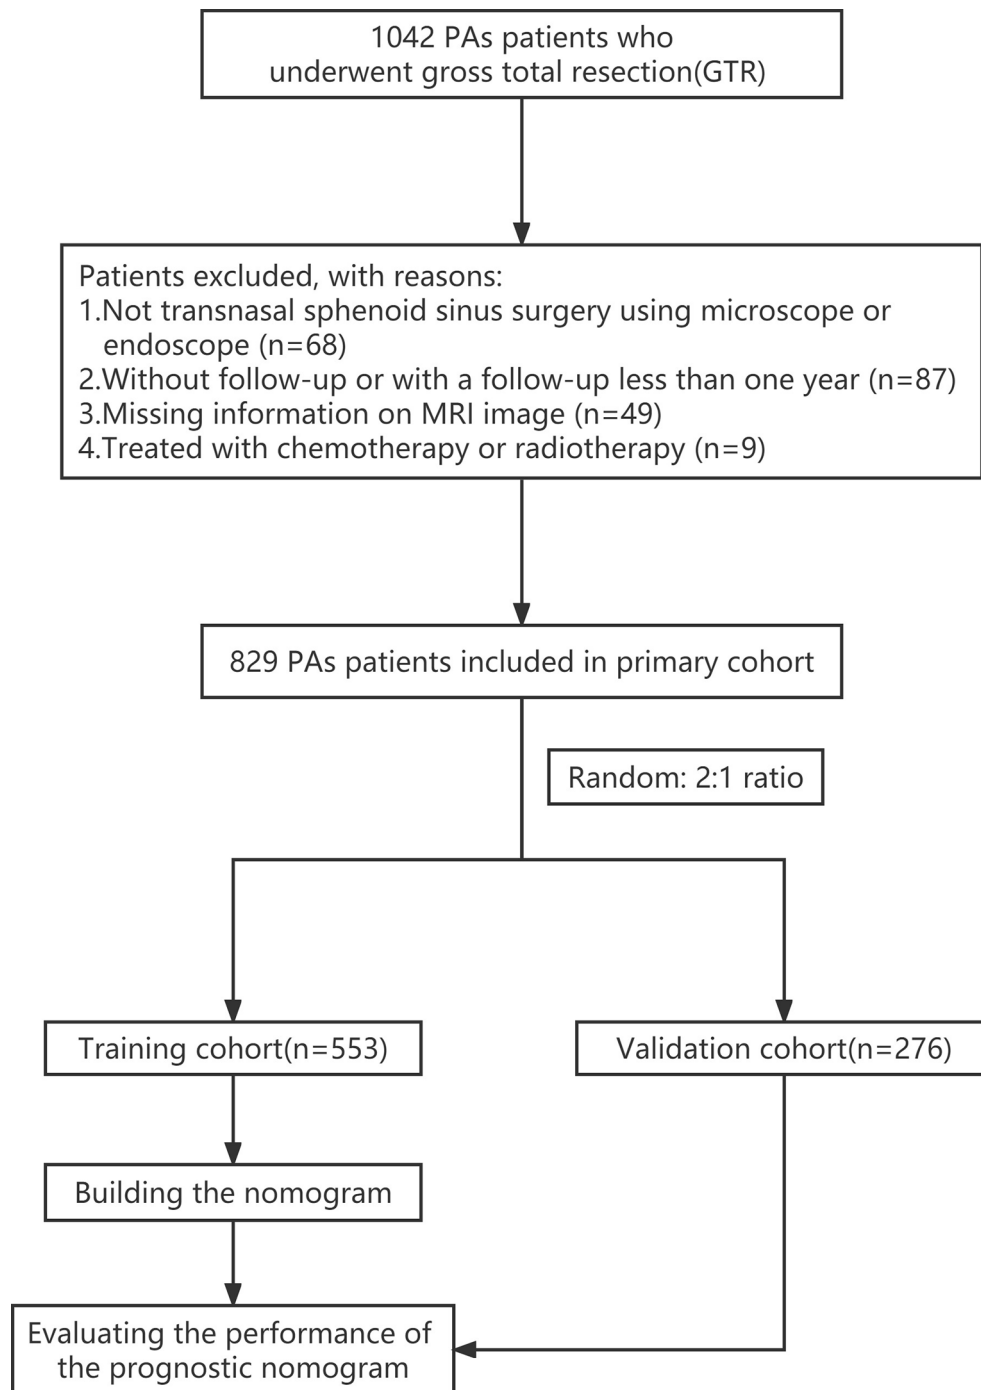 1042 PAs patients who
underwent gross total resection(GTR)
Patients excluded, with reasons:
1.Not transnasal sphenoid sinus surgery using microscope or
endoscope (n=68)
2.Without follow-up or with a follow-up less than one year (n=87)
3.Missing information on MRI image (n=49)
4.Treated with chemotherapy or radiotherapy (n=9)
829 PAs patients included in primary cohort
Random: 2:1 ratio
Training cohort(n=553)
Validation cohort(n=276)
Building the nomogram
Evaluating the performance of
the prognostic nomogram